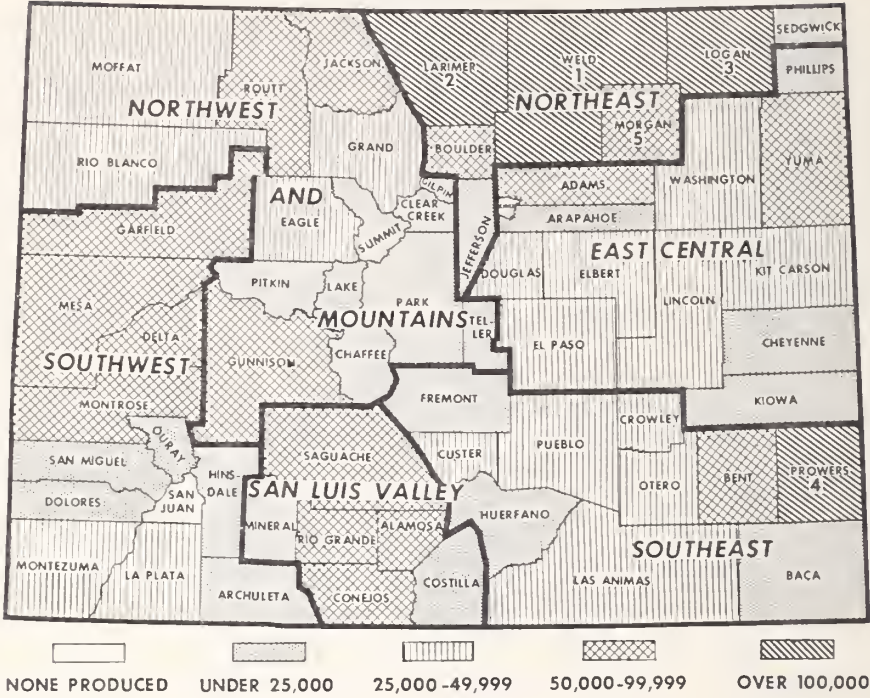 SEDGWICK
MOFFAT
JACKSON
LARIMER
2
WELD
1
LOGAN
3
PHILLIPS
ROUTT
NORTHWEST
NORTHEAST
MORGAN
5
RIO BLANCO
GRAND
BOULDER
YUMA
GILPIN
ADAMS
WASHINGTON
AND
CLEAR
CREEK
ARAPAHOE
GARFIELD
EAGLE
SUMMIT
JEFFERSON
EAST CENTRAL
DOUGLAS
ELBERT
KIT CARSON
PITKIN
LAKE
PARK
LINCOLN
MESA
MOUNTAINS
TEL-
LER
DELTA
EL PASO
CHEYENNE
SOUTHWEST
GUNNISON
CHAFFEE
MONTROSE
FREMONT
KIOWA
CROWLEY
OURAY
PUEBLO
SAN MIGUEL
SAGUACHE
CUSTER
BENT
PROWERS
4
HINS-
DALE
SAN LUIS VALLEY
OTERO
DOLORES
SAN
JUAN
MINERAL
RIO GRANDE
ALAMOSA
HUERFANO
SOUTHEAST
MONTEZUMA
LA PLATA
LAS ANIMAS
BACA
ARCHULETA
CONEJOS
COSTILLA
NONE PRODUCED
UNDER 25,000
25,000-49,999
50,000-99,999
OVER 100,000